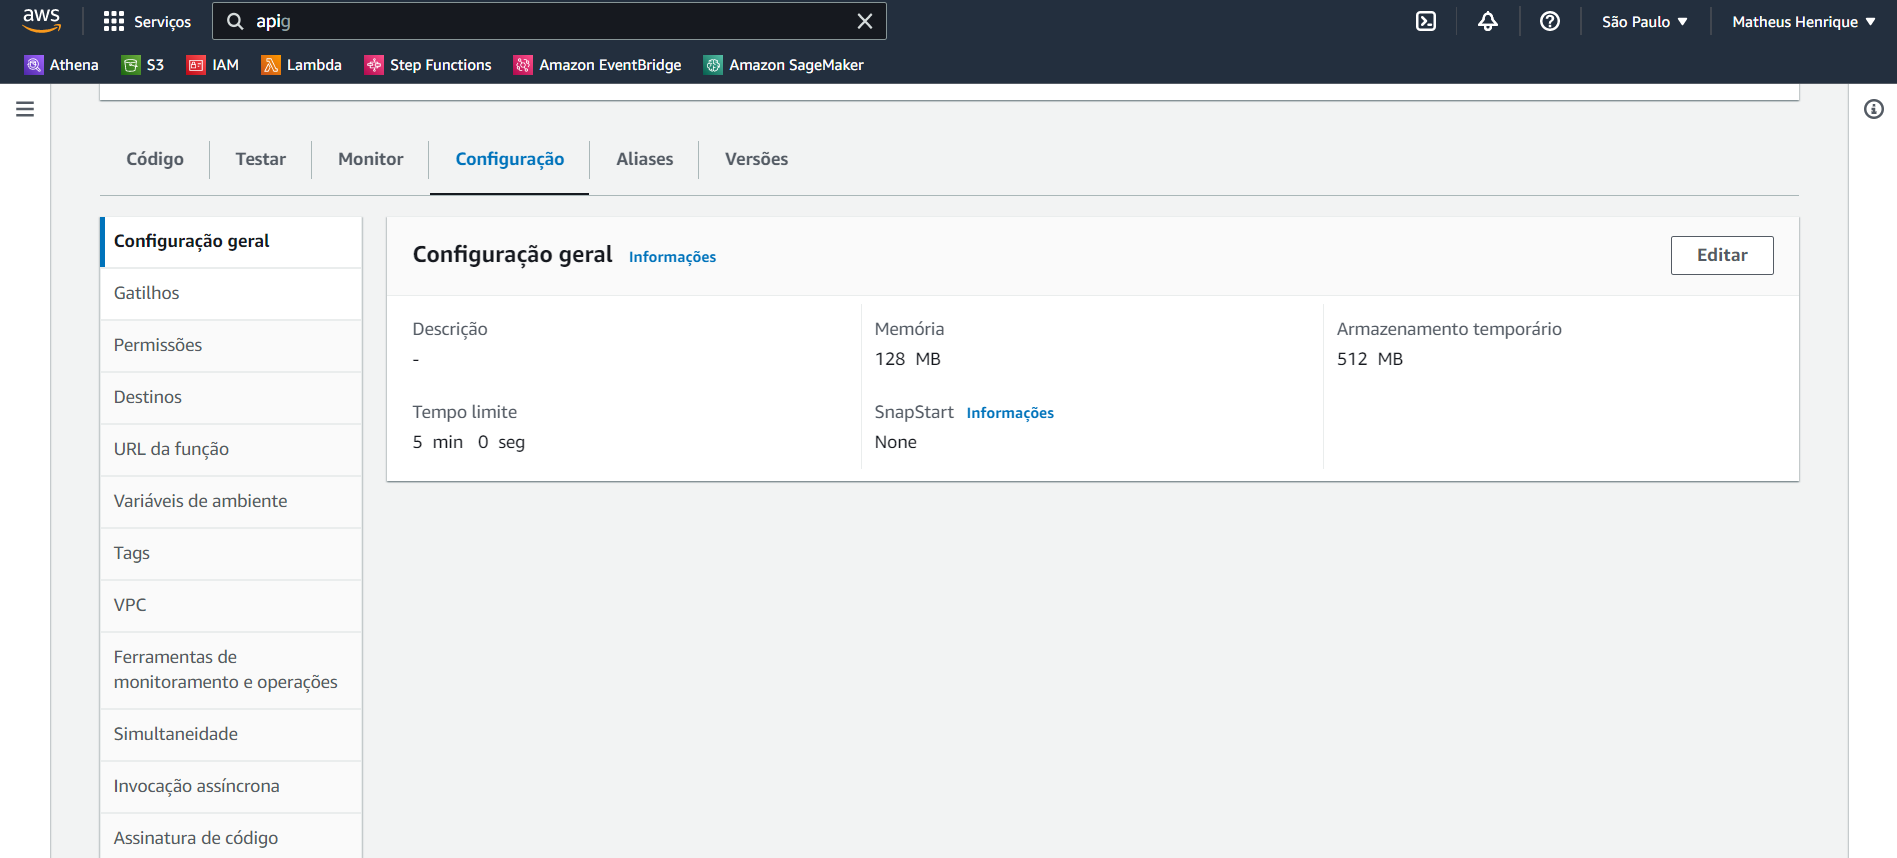 aws
Serviços
apig
São Paulo
Matheus Henrique
Athena
S3
IAM
Lambda
Step Functions
Amazon EventBridge
Amazon SageMaker
Código
Testar
Monitor
Configuração
Aliases
Versões
Configuração geral
Gatilhos
Permissões
Destinos
URL da função
Variáveis de ambiente
Tags
VPC
Ferramentas de
monitoramento e operações
Simultaneidade
Invocação assíncrona
Assinatura de código
Configuração geral Informações
Editar
Descrição
-
Memória
128 MB
Armazenamento temporário
512 MB
Tempo limite
5 min 0 seg
SnapStart Informações
None